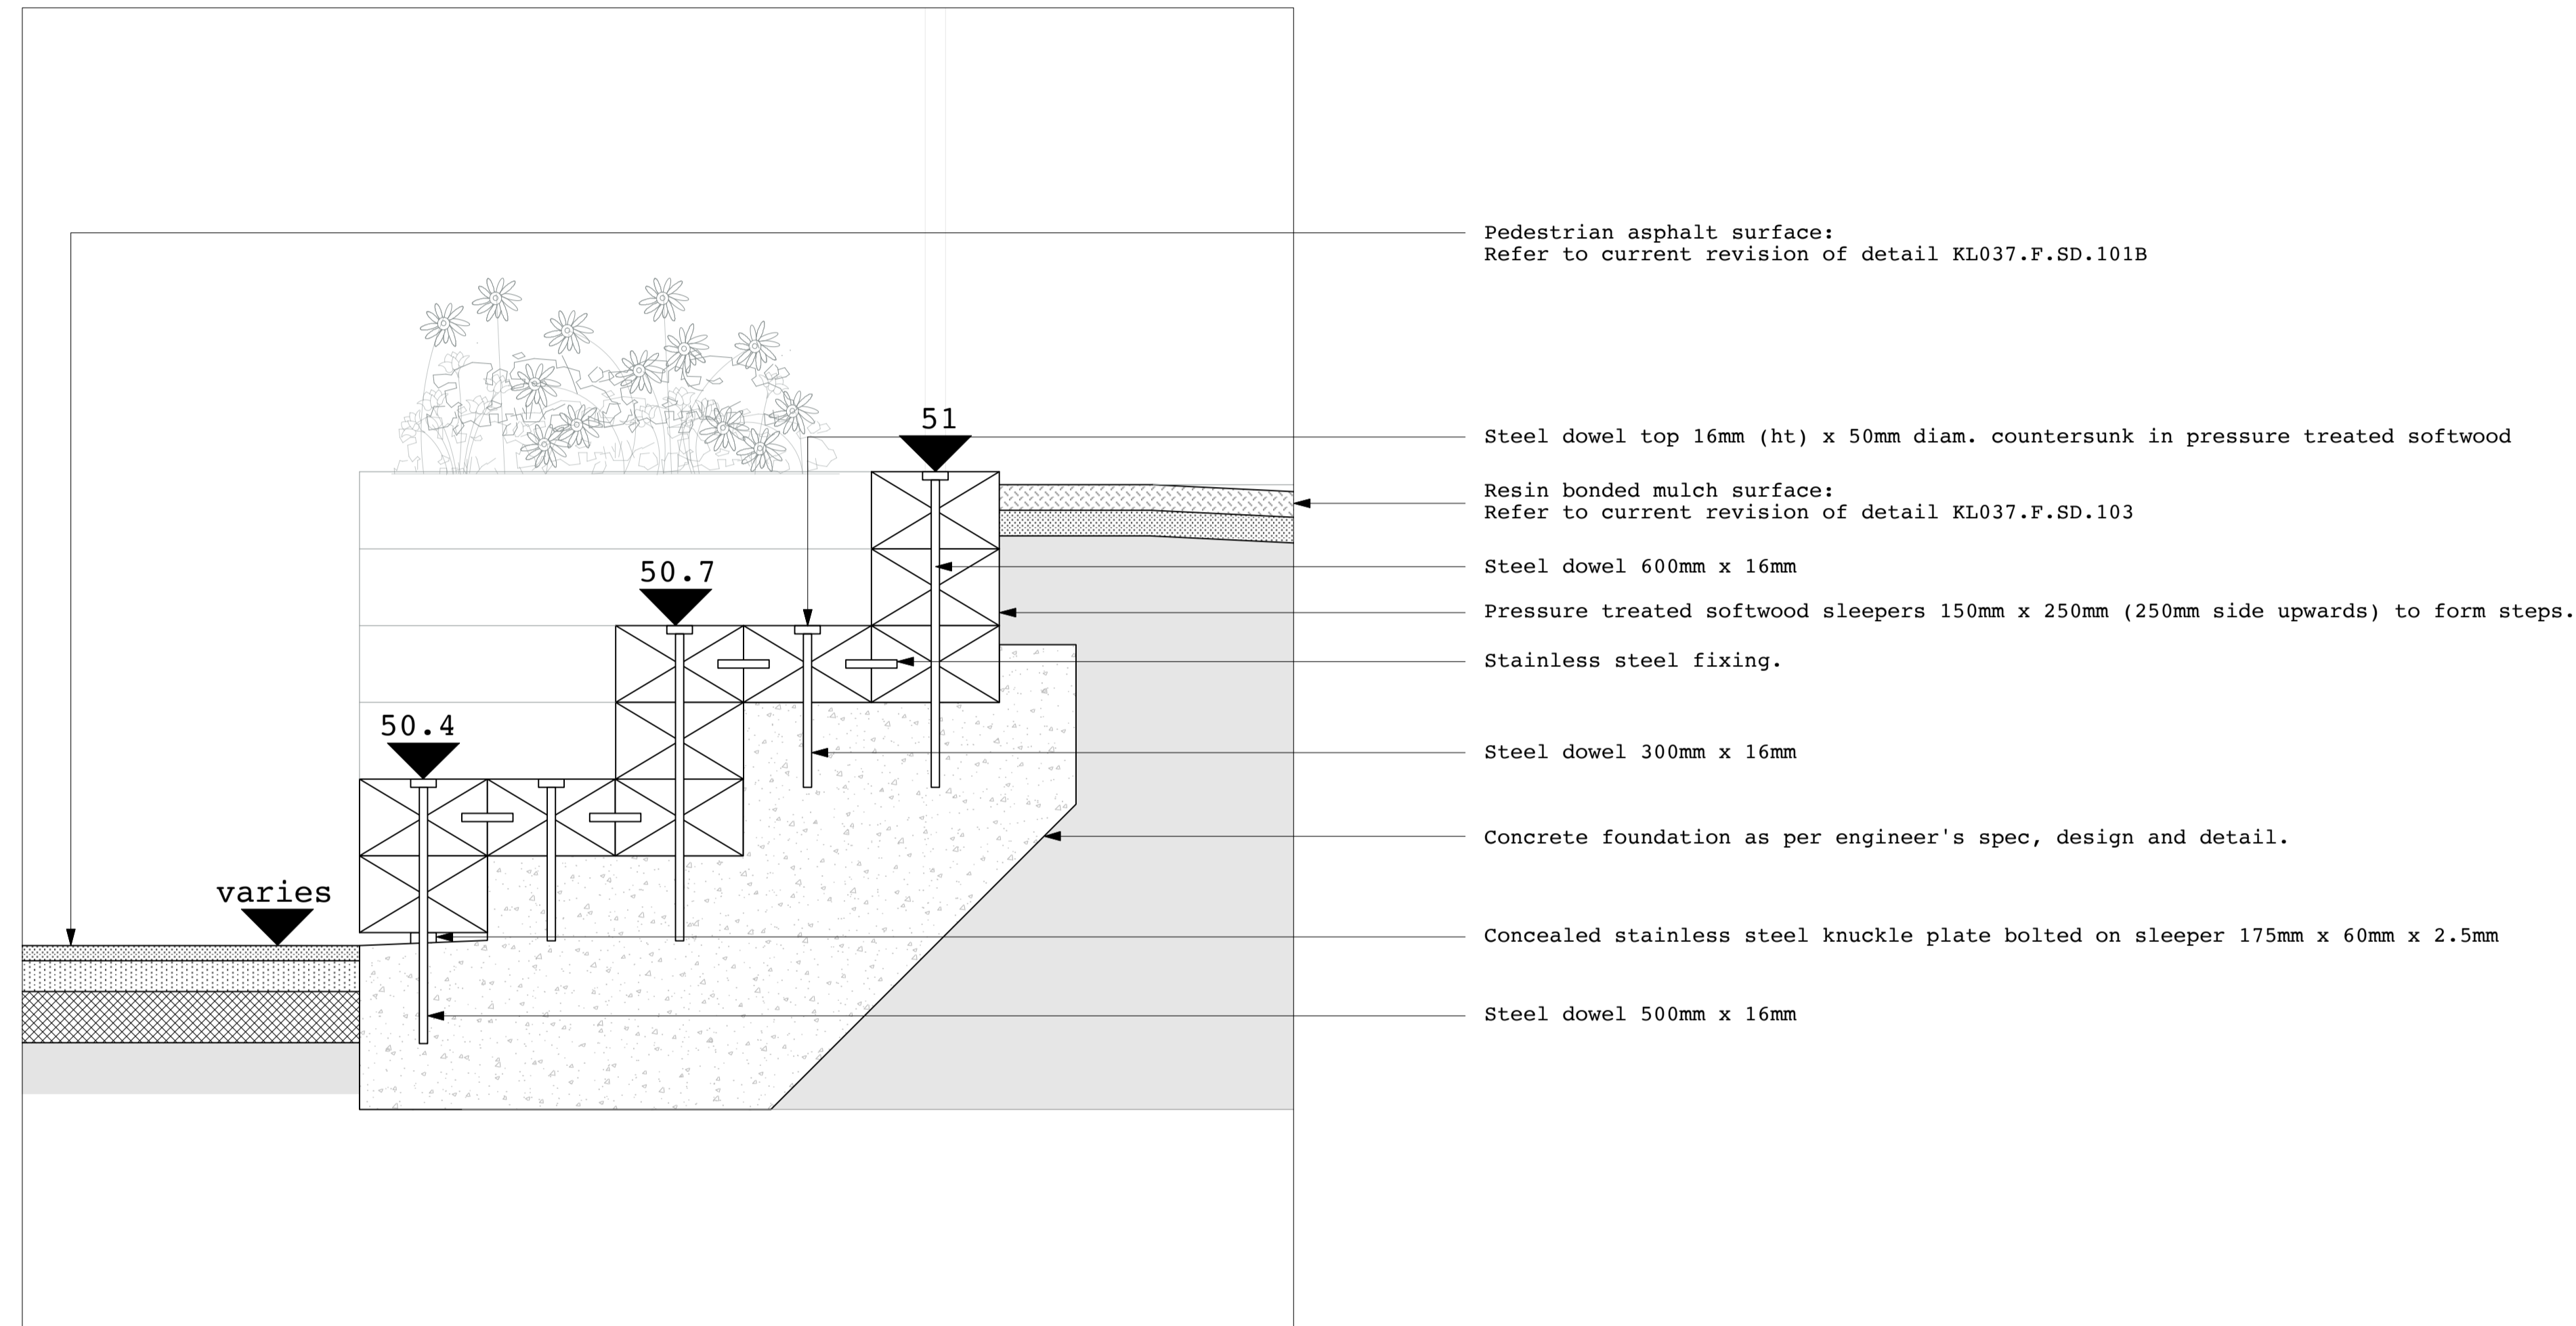 Pedestrian asphalt surface:
Refer to current revision of detail KL037.F.SD.101B
51
Steel dowel top 16mm (ht) x 50mm diam. countersunk in pressure treated softwood
Resin bonded mulch surface:
Refer to current revision of detail KL037.F.SD.103
50.7
Steel dowel 600mm x 16mm
Pressure treated softwood sleepers 150mm x 250mm (250mm side upwards) to form steps.
Stainless steel fixing.
50.4
Steel dowel 300mm x 16mm
Concrete foundation as per engineer's spec, design and detail.
varies
Concealed stainless steel knuckle plate bolted on sleeper 175mm x 60mm x 2.5mm
Steel dowel 500mm x 16mm